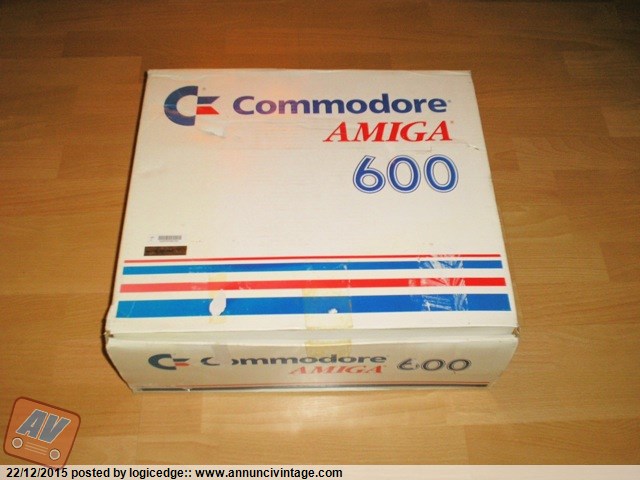 Commodore
AMIGA
600
Commodore 600
AMIGA
AV
22/12/2015 posted by logicedge:: www.annuncivintage.com